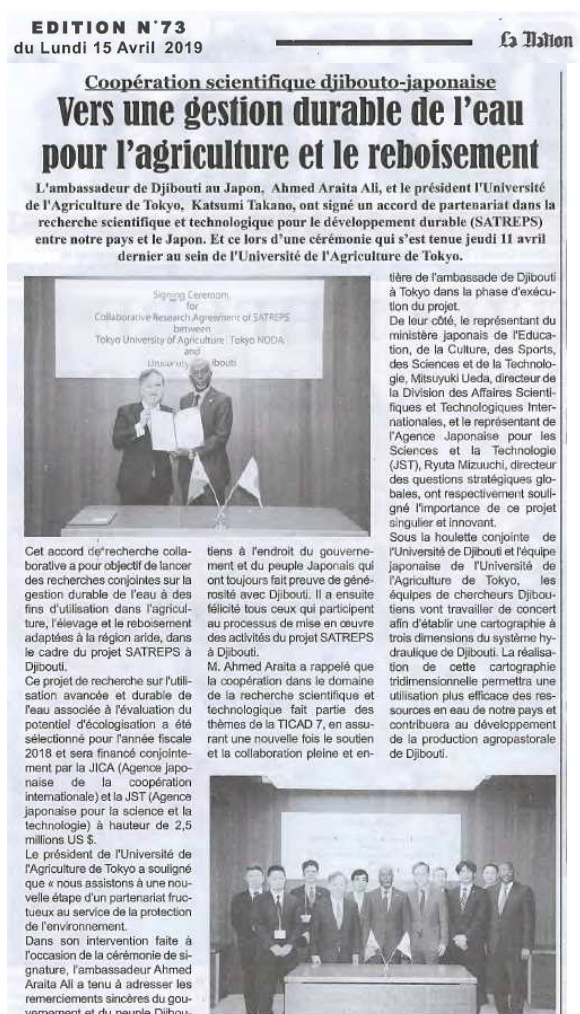 EDITION N°73
du Lundi 15 Avril 2019
La Nation
Coopération scientifique djibouto-japonaise
Vers une gestion durable de l'eau
pour l'agriculture et le reboisement
L'ambassadeur de Djibouti au Japon, Ahmed Araita Ali, et le président l'Université
de l'Agriculture de Tokyo, Katsumi Takano, ont signé un accord de partenariat dans la
recherche scientifique et technologique pour le développement durable (SATREPS)
entre notre pays et le Japon. Et ce lors d'une cérémonie qui s'est tenue jeudi 11 avril
dernier au sein de l'Université de l'Agriculture de Tokyo.
Signing Ceremony
for
Collaborative Research Agreement of SATREPS
between
Tokyo University of Agriculture, Tokyo NODAI
and
University ibouti
Cet accord de recherche colla-
borative a pour objectif de lancer
des recherches conjointes sur la
gestion durable de l'eau à des
fins d'utilisation dans l'agricul-
ture, l'élevage et le reboisement
adaptées à la région aride, dans
le cadre du projet SATREPS à
Djibouti.
Ce projet de recherche sur l'utili-
sation avancée et durable de
l'eau associée à l'évaluation du
potentiel d'écologisation a été
sélectionné pour l'année fiscale
2018 et sera financé conjointe-
ment par la JICA (Agence japo-
naise de la coopération
internationale) et la JST (Agence
japonaise pour la science et la
technologie) à hauteur de 2,5
millions US $.
Le président de l'Université de
l'Agriculture de Tokyo a souligné
que « nous assistons à une nou-
velle étape d'un partenariat fruc-
tueux au service de la protection
de l'environnement.
Dans son intervention faite à
l'occasion de la cérémonie de si-
gnature, l'ambassadeur Ahmed
Araita Ali a tenu à adresser les
remerciements sincères du gou-
vernement et du peuple Djibou-
tiens à l'endroit du gouverne-
ment et du peuple Japonais qui
ont toujours fait preuve de géné-
rosité avec Djibouti. Il a ensuite
félicité tous ceux qui participent
au processus de mise en œuvre
des activités du projet SATREPS
à Djibouti.
M. Ahmed Araita a rappelé que
la coopération dans le domaine
de la recherche scientifique et
technologique fait partie des
thèmes de la TICAD 7, en assu-
rant une nouvelle fois le soutien
et la collaboration pleine et en-
tière de l'ambassade de Djibouti
à Tokyo dans la phase d'exécu-
tion du projet.
De leur côté, le représentant du
ministère japonais de l'Educa-
tion, de la Culture, des Sports,
des Sciences et de la Technolo-
gie, Mitsuyuki Ueda, directeur de
la Division des Affaires Scienti-
fiques et Technologiques Inter-
nationales, et le représentant de
l'Agence Japonaise pour les
Sciences et la Technologie
(JST), Ryuta Mizuuchi, directeur
des questions stratégiques glo-
bales, ont respectivement souli-
gné l'importance de ce projet
singulier et innovant.
Sous la houlette conjointe de
l'Université de Djibouti et l'équipe
japonaise de l'Université de
l'Agriculture de Tokyo, les
équipes de chercheurs Djibou-
tiens vont travailler de concert
afin d'établir une cartographie à
trois dimensions du système hy-
draulique de Djibouti. La réalisa-
tion de cette cartographie
tridimensionnelle permettra une
utilisation plus efficace des res-
sources en eau de notre pays et
contribuera au développement
de la production agropastorale
de Djibouti.